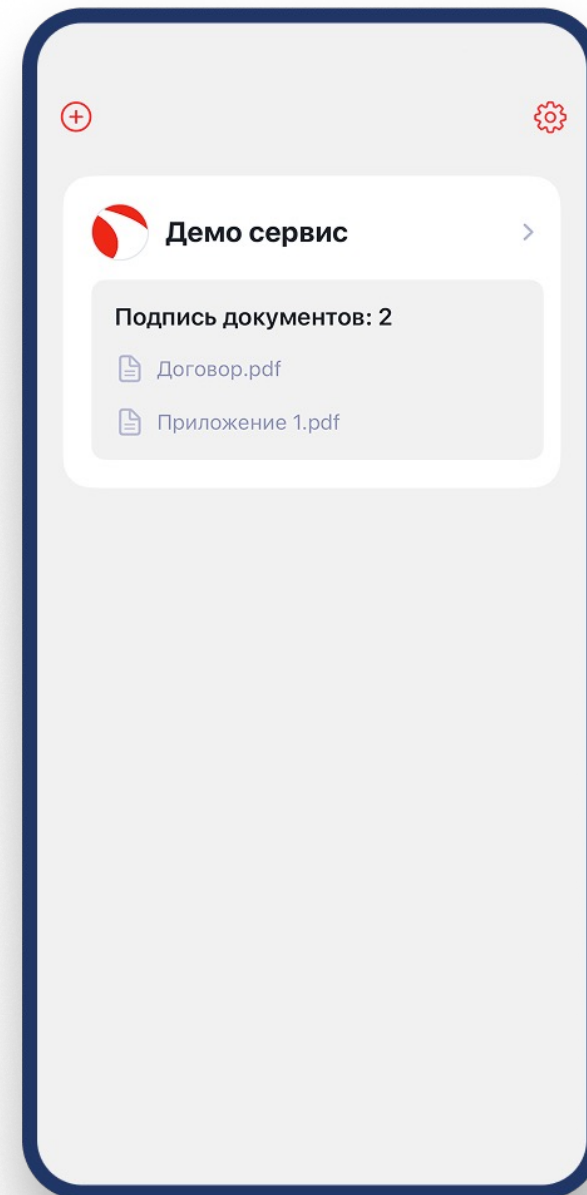 Демо сервис
Подпись документов: 2
Договор.pdf
Приложение 1.pdf